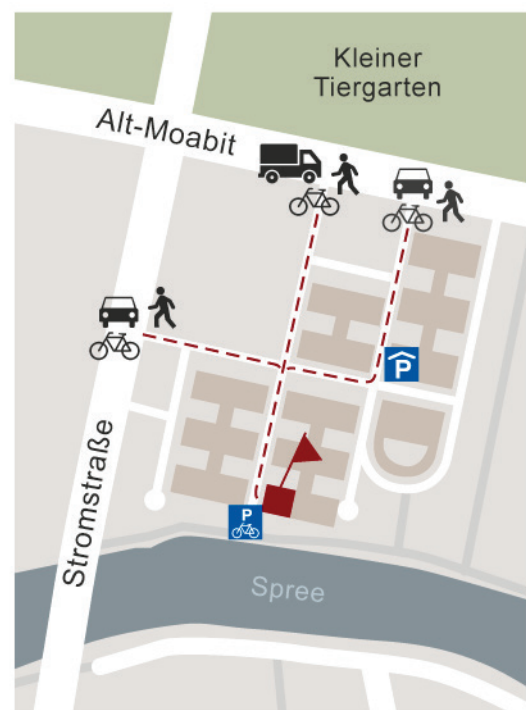 Kleiner
Tiergarten
Alt-Moabit
P
Stromstraße
P
Spree